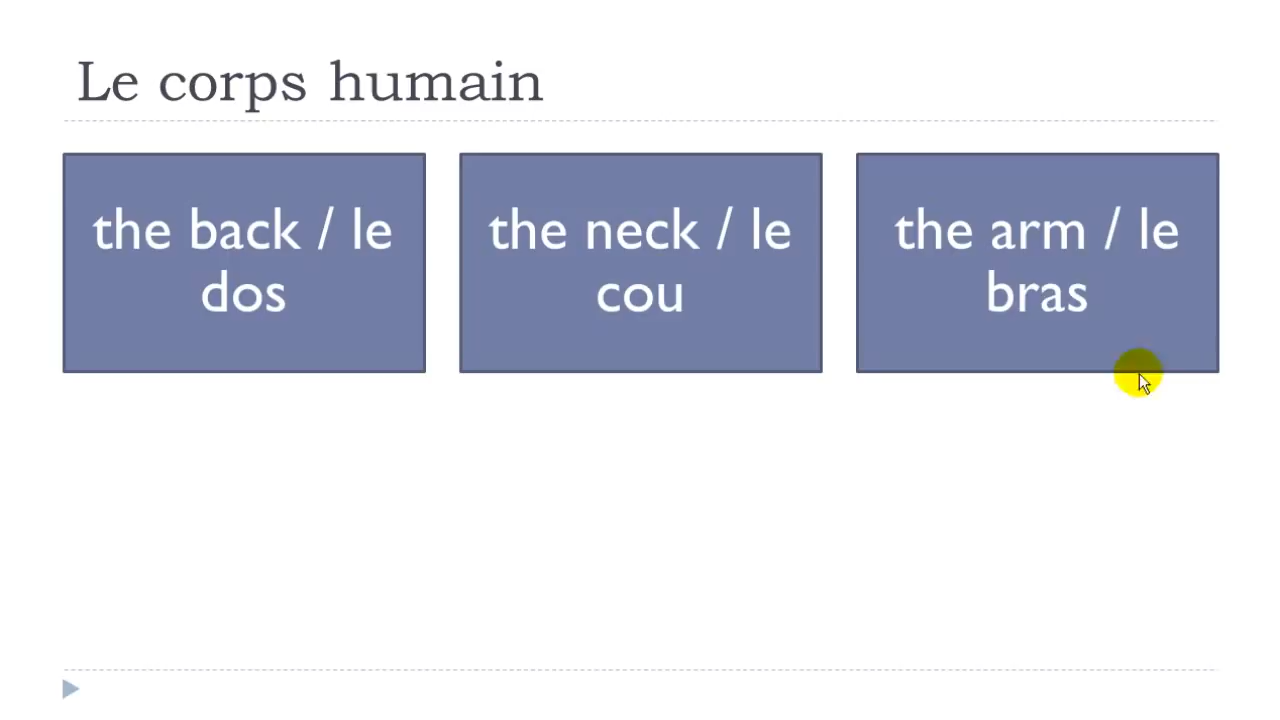 Le corps humain
the back / le
dos
the neck / le
cou
the arm / le
bras